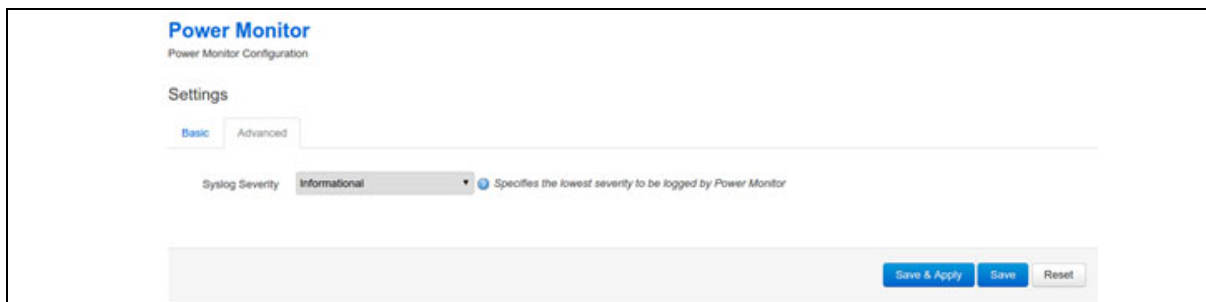 Power Monitor
Power Monitor Configuration
Settings
Basic Advanced
Syslog Severity Informational Specifies the lowest severity to be logged by Power Monitor
Save & Apply Save Reset